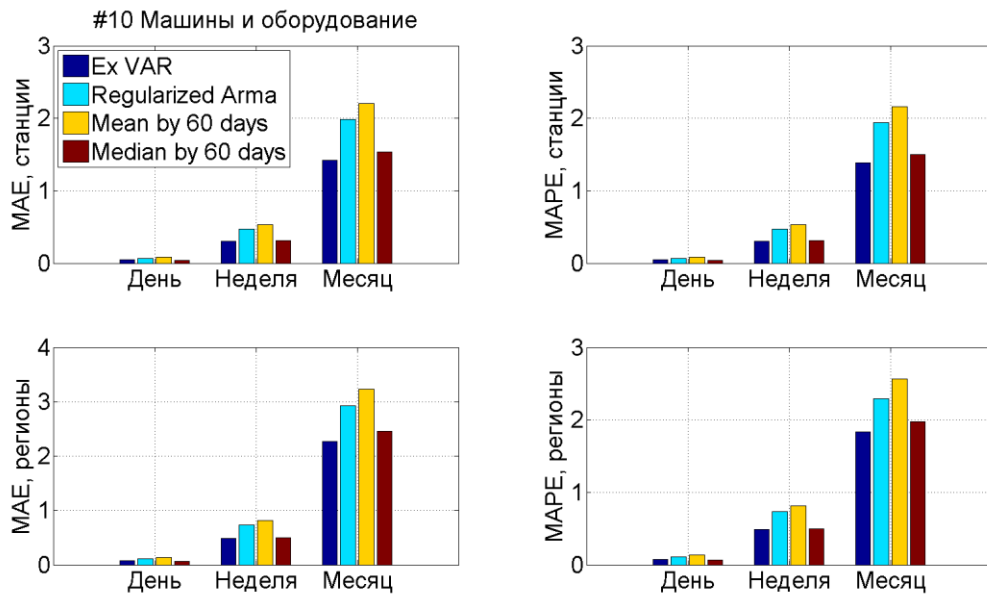 #10 Машины и оборудование
MAE, станции
3
2
1
0
Ex VAR
Regularized Arma
Mean by 60 days
Median by 60 days
День Неделя Месяц
MAPE, станции
3
2
1
0
День Неделя Месяц
MAE, регионы
4
3
2
1
0
День Неделя Месяц
MAPE, регионы
3
2
1
0
День Неделя Месяц